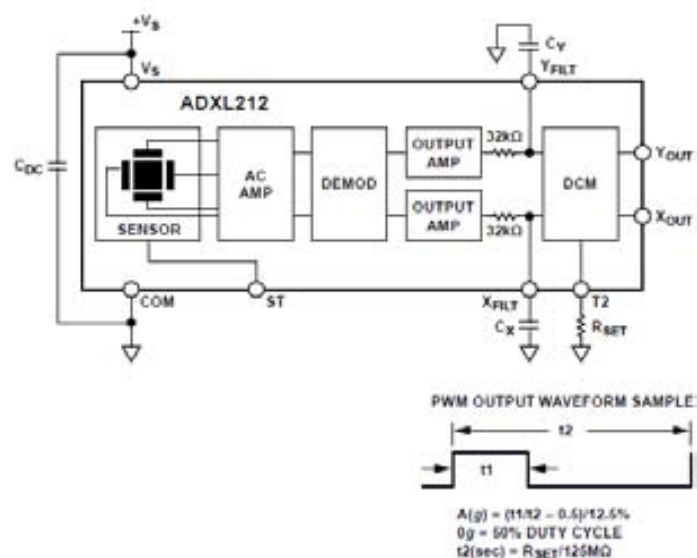 +VS
VS
CY
YFILT
ADXL212
CDC
SENSOR
AC
AMP
DEMOD
OUTPUT
AMP
32kΩ
OUTPUT
AMP
32kΩ
DCM
YOUT
XOUT
COM
ST
XFILT
T2
CX
RSET
PWM OUTPUT WAVEFORM SAMPLE
t2
t1
A(g) = (t1/t2 – 0.5)/12.5%
0g = 50% DUTY CYCLE
t2(sec) = RSET/125MΩ